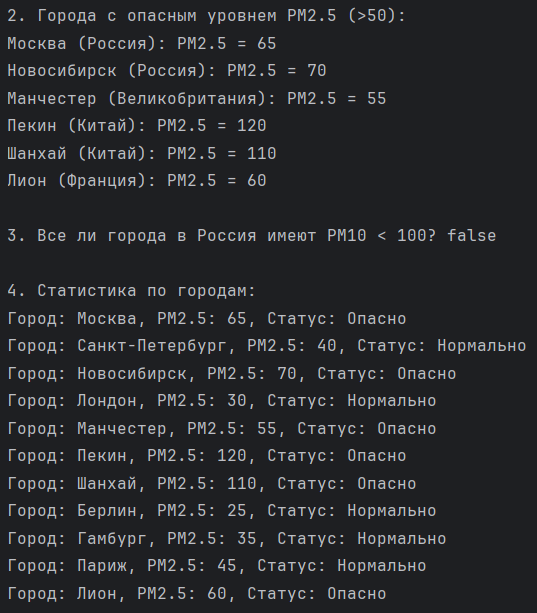 2. Города с опасным уровнем PM2.5 (>50):
Москва (Россия): PM2.5 = 65
Новосибирск (Россия): PM2.5 = 70
Манчестер (Великобритания): PM2.5 = 55
Пекин (Китай): PM2.5 = 120
Шанхай (Китай): PM2.5 = 110
Лион (Франция): PM2.5 = 60
3. Все ли города в Россия имеют PM10 < 100? false
4. Статистика по городам:
Город: Москва, PM2.5: 65, Статус: Опасно
Город: Санкт-Петербург, PM2.5: 40, Статус: Нормально
Город: Новосибирск, PM2.5: 70, Статус: Опасно
Город: Лондон, PM2.5: 30, Статус: Нормально
Город: Манчестер, PM2.5: 55, Статус: Опасно
Город: Пекин, PM2.5: 120, Статус: Опасно
Город: Шанхай, PM2.5: 110, Статус: Опасно
Город: Берлин, PM2.5: 25, Статус: Нормально
Город: Гамбург, PM2.5: 35, Статус: Нормально
Город: Париж, PM2.5: 45, Статус: Нормально
Город: Лион, PM2.5: 60, Статус: Опасно